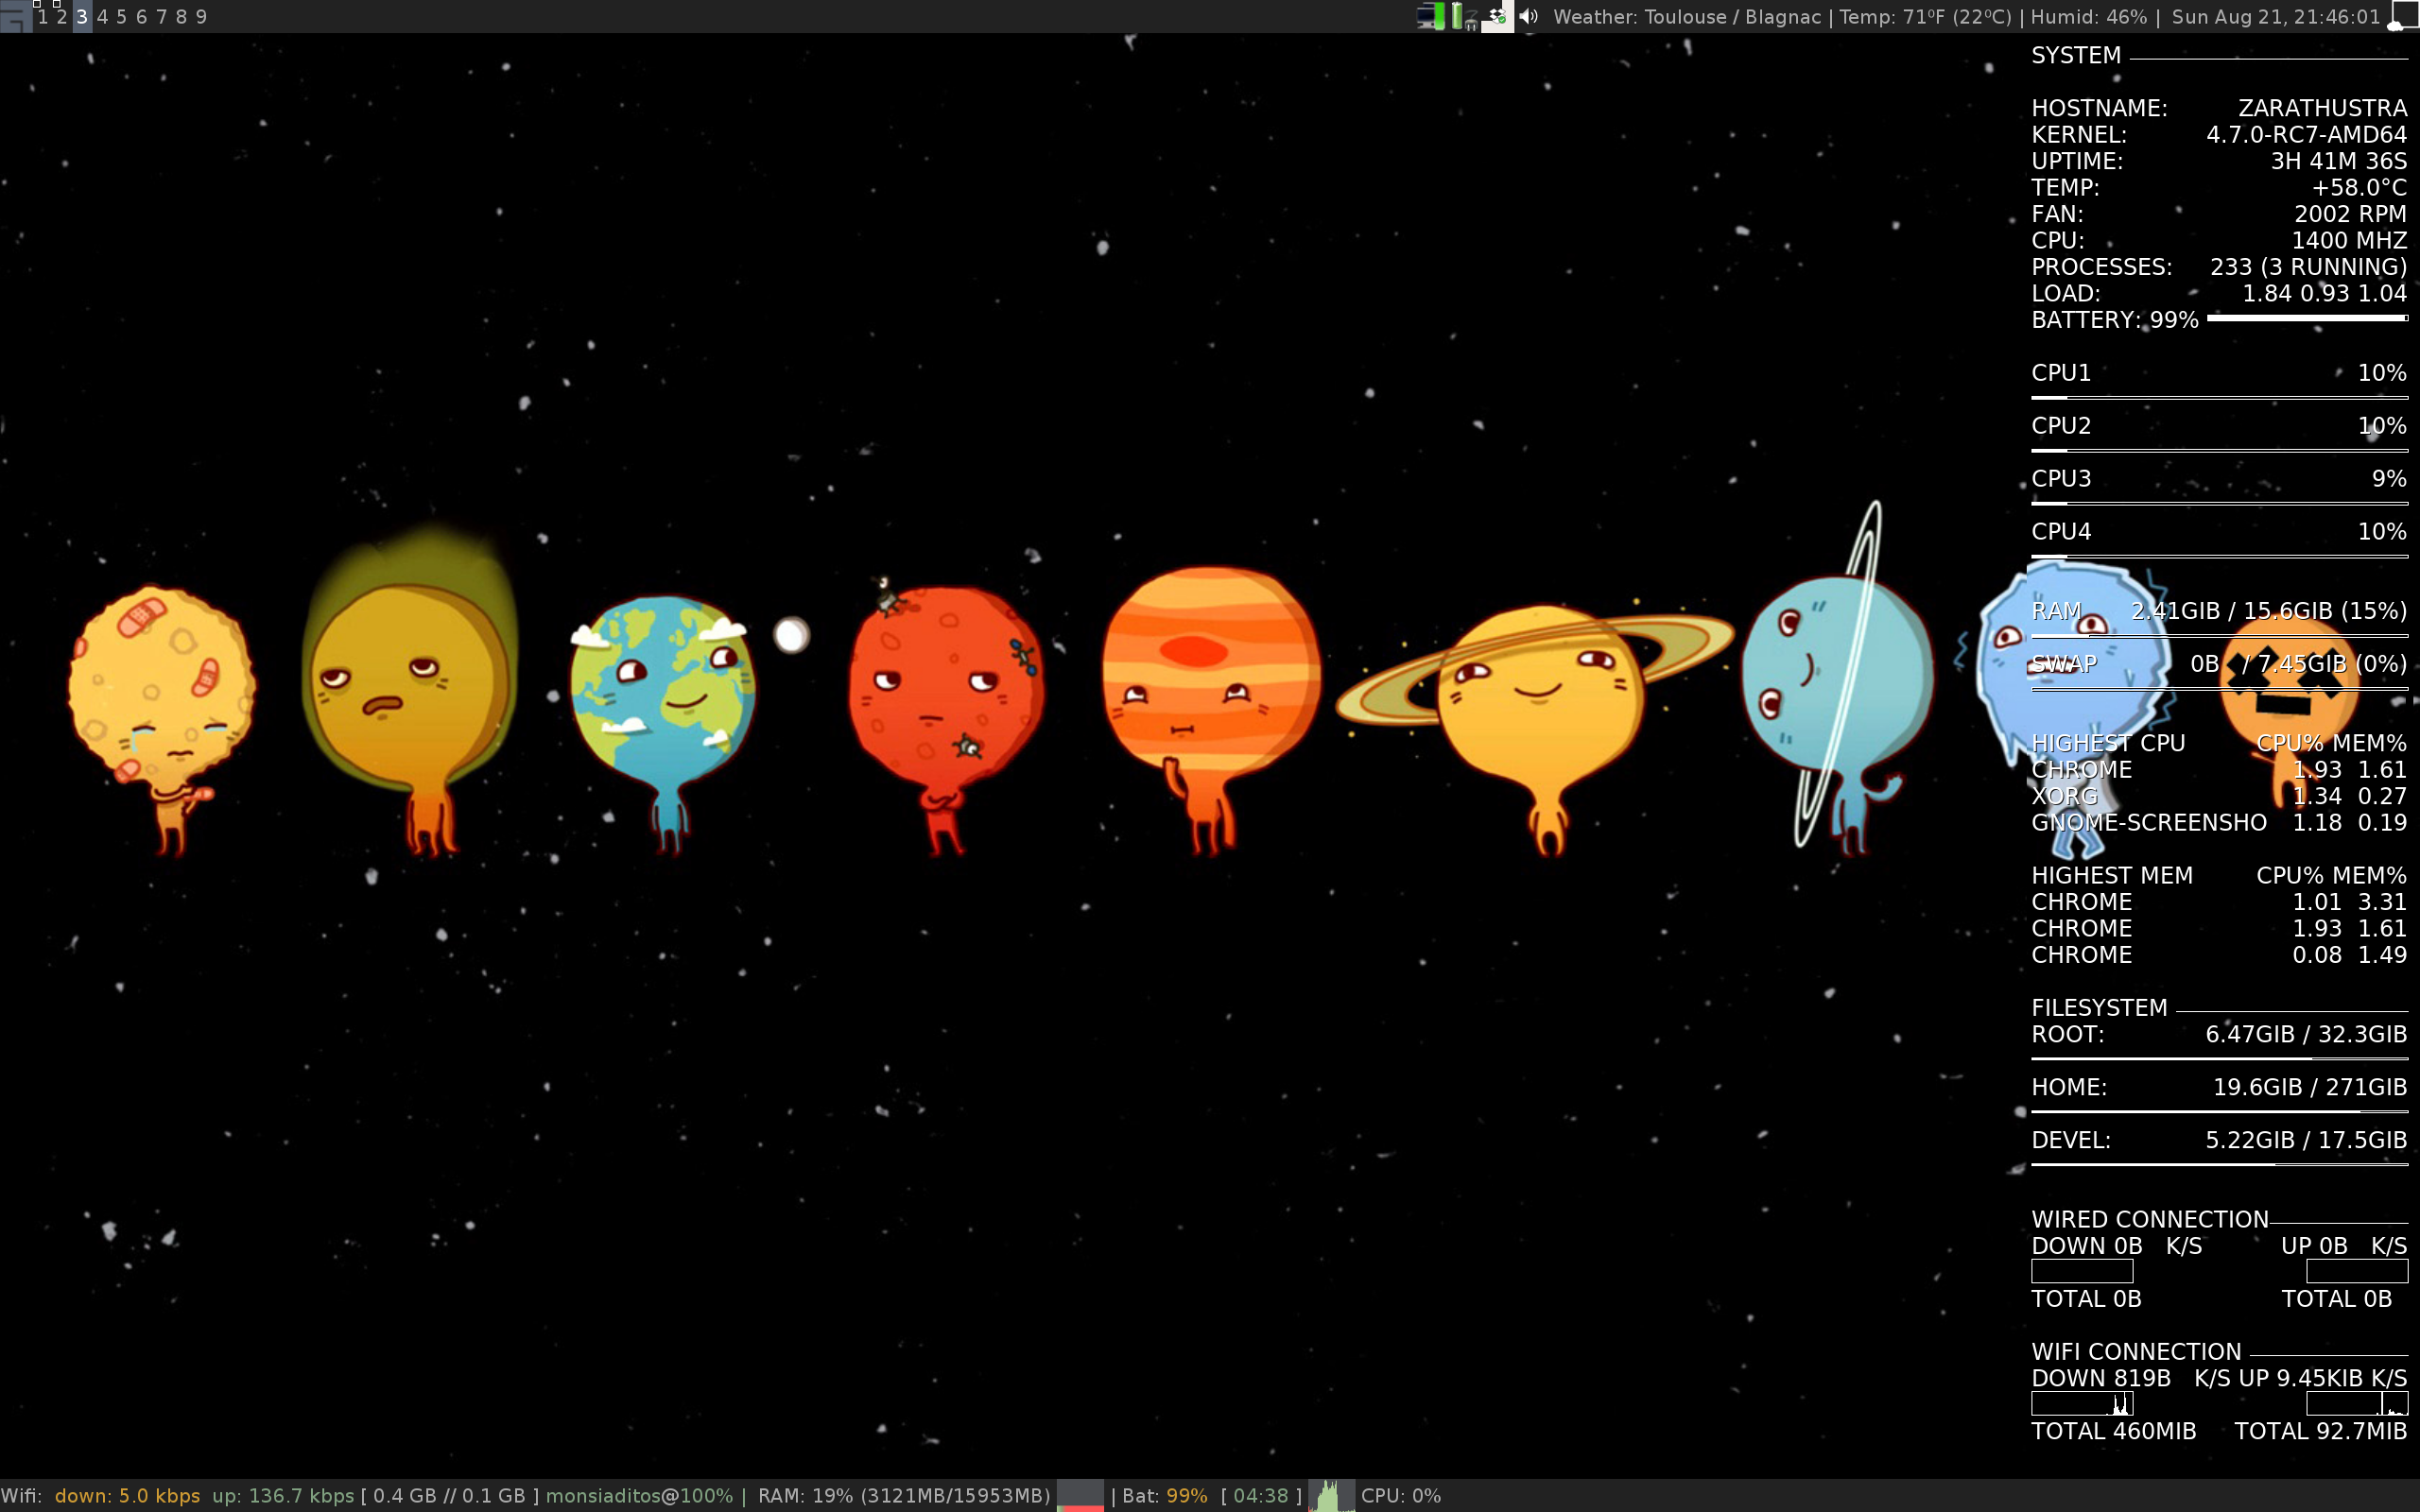 1 2 3 4 5 6 7 8 9
Weather: Toulouse / Blagnac | Temp: 71⁰F (22⁰C) | Humid: 46% | Sun Aug 21, 21:46:01
SYSTEM
HOSTNAME: ZARATHUSTRA
KERNEL: 4.7.0-RC7-AMD64
UPTIME: 3H 41M 36S
TEMP: +58.0°C
FAN: 2002 RPM
CPU: 1400 MHZ
PROCESSES: 233 (3 RUNNING)
LOAD: 1.84 0.93 1.04
BATTERY: 99%
CPU1 10%
CPU2 10%
CPU3 9%
CPU4 10%
RAM 2.41GIB / 15.6GIB (15%)
SWAP 0B / 7.45GIB (0%)
HIGHEST CPU CPU% MEM%
CHROME 1.93 1.61
XORG 1.34 0.27
GNOME-SCREENSHO 1.18 0.19
HIGHEST MEM CPU% MEM%
CHROME 1.01 3.31
CHROME 1.93 1.61
CHROME 0.08 1.49
FILESYSTEM
ROOT: 6.47GIB / 32.3GIB
HOME: 19.6GIB / 271GIB
DEVEL: 5.22GIB / 17.5GIB
WIRED CONNECTION
DOWN 0B K/S UP 0B K/S
TOTAL 0B TOTAL 0B
WIFI CONNECTION
DOWN 819B K/S UP 9.45KIB K/S
TOTAL 460MIB TOTAL 92.7MIB
Wifi: down: 5.0 kbps up: 136.7 kbps [ 0.4 GB // 0.1 GB ] monsiaditos@100% | RAM: 19% (3121MB/15953MB) | Bat: 99% [ 04:38 ] CPU: 0%